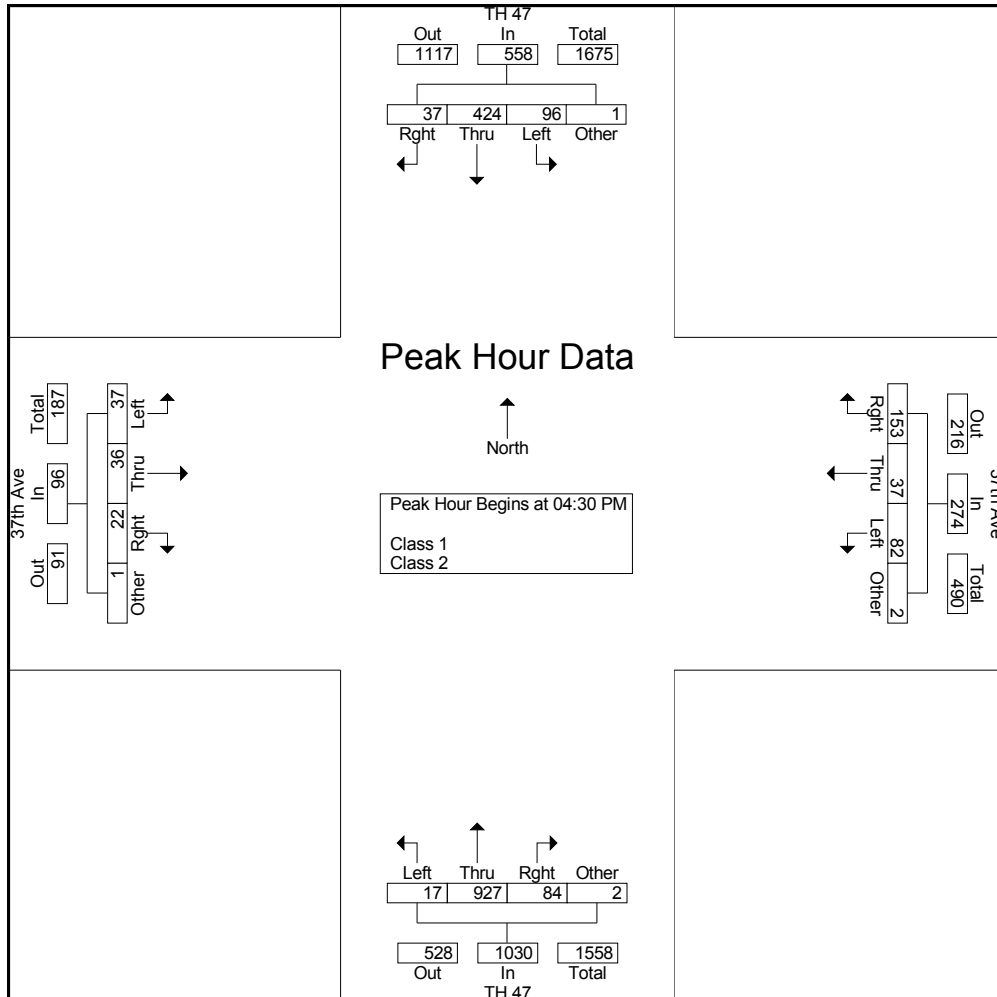 TH 47
Out In Total
1117 558 1675
37 424 96 1
Rght Thru Left Other
Peak Hour Data
North
Peak Hour Begins at 04:30 PM
Class 1
Class 2
37th Ave
Total In Out
187 96 91
37 36 22 1
Left Thru Rght Other
Rght Thru Left Other
153 37 82 2
Out In Total
216 274 490
37th Ave
Left Thru Rght Other
17 927 84 2
528 1030 1558
Out In Total
TH 47